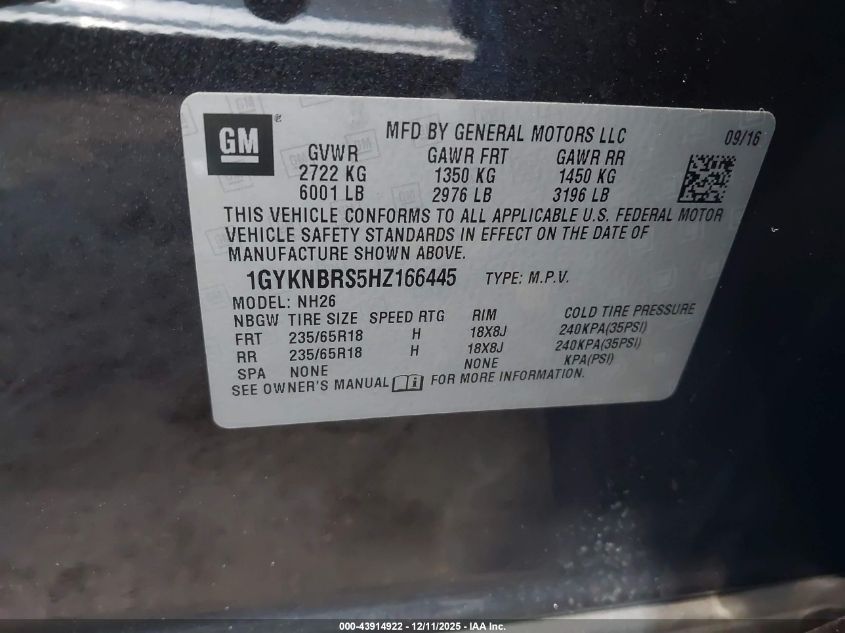 GM ®
MFD BY GENERAL MOTORS LLC 09/16
GVWR GAWR FRT GAWR RR
2722 KG 1350 KG 1450 KG
6001 LB 2976 LB 3196 LB
THIS VEHICLE CONFORMS TO ALL APPLICABLE U.S. FEDERAL MOTOR
VEHICLE SAFETY STANDARDS IN EFFECT ON THE DATE OF
MANUFACTURE SHOWN ABOVE.
1GYKNBRS5HZ166445 TYPE: M.P.V.
MODEL: NH26
NBGW TIRE SIZE SPEED RTG RIM COLD TIRE PRESSURE
FRT 235/65R18 H 18X8J 240KPA(35PSI)
RR 235/65R18 H 18X8J 240KPA(35PSI)
SPA NONE NONE KPA(PSI)
SEE OWNER'S MANUAL FOR MORE INFORMATION.
000-43914922 - 12/11/2025 - IAA Inc.